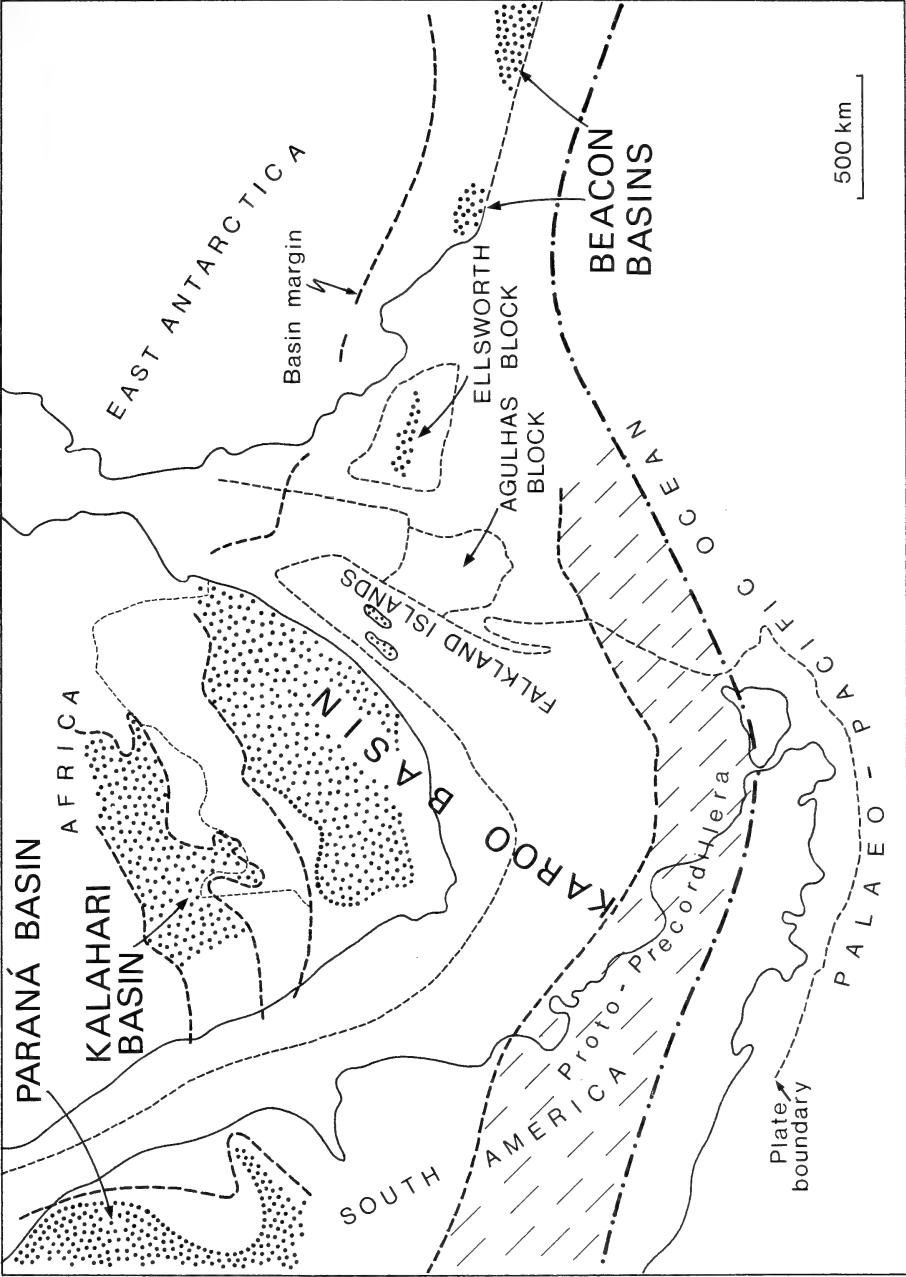 PARANÁ BASIN
KALAHARI
BASIN
AFRICA
EAST ANTARCTICA
Basin margin
KAROO BASIN
FALKLAND ISLANDS
AGULHAS
BLOCK
ELLSWORTH
BLOCK
BEACON
BASINS
500 km
SOUTH AMERICA
Proto-Precordillera
PALAEO-PACIFIC OCEAN
Plate
boundary